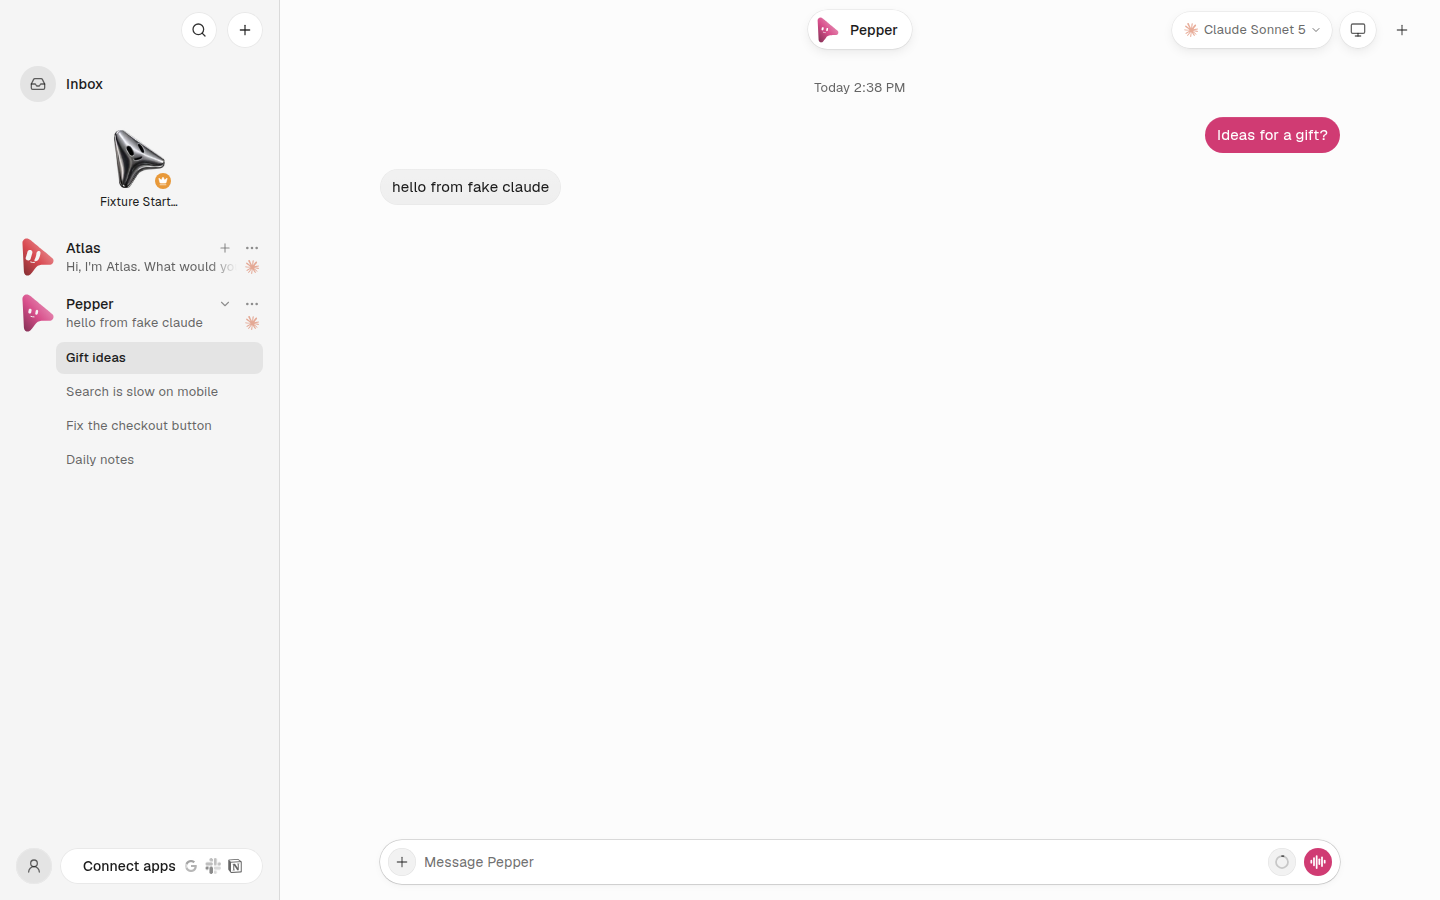 Inbox
Fixture Start…
Atlas
Hi, I'm Atlas. What would yo
Pepper
hello from fake claude
Gift ideas
Search is slow on mobile
Fix the checkout button
Daily notes
Connect apps
Pepper
Claude Sonnet 5
Today 2:38 PM
Ideas for a gift?
hello from fake claude
Message Pepper